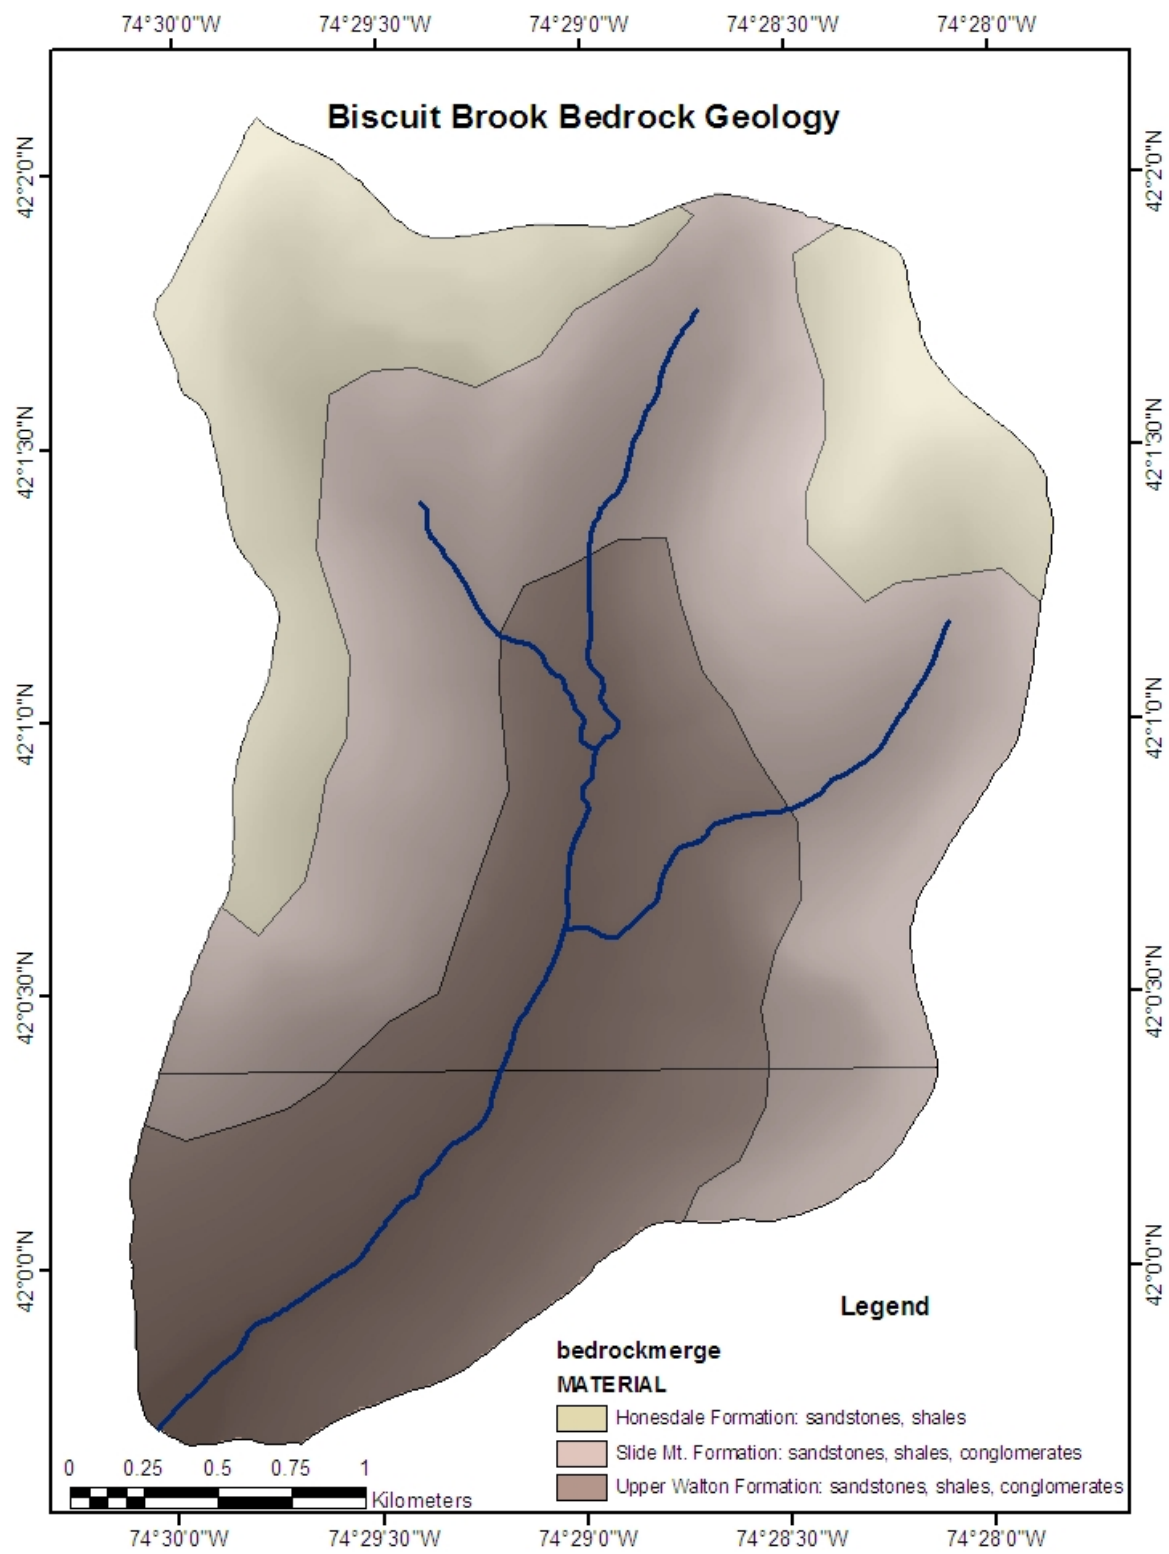 74°30'0"W 74°29'30"W 74°29'0"W 74°28'30"W 74°28'0"W
Biscuit Brook Bedrock Geology
42°2'0"N 42°2'0"N
42°1'30"N 42°1'30"N
42°1'0"N 42°1'0"N
42°0'30"N 42°0'30"N
42°0'0"N 42°0'0"N
Legend
bedrockmerge
MATERIAL
Honesdale Formation: sandstones, shales
Slide Mt. Formation: sandstones, shales, conglomerates
Upper Walton Formation: sandstones, shales, conglomerates
0 0.25 0.5 0.75 1
Kilometers
74°30'0"W 74°29'30"W 74°29'0"W 74°28'30"W 74°28'0"W